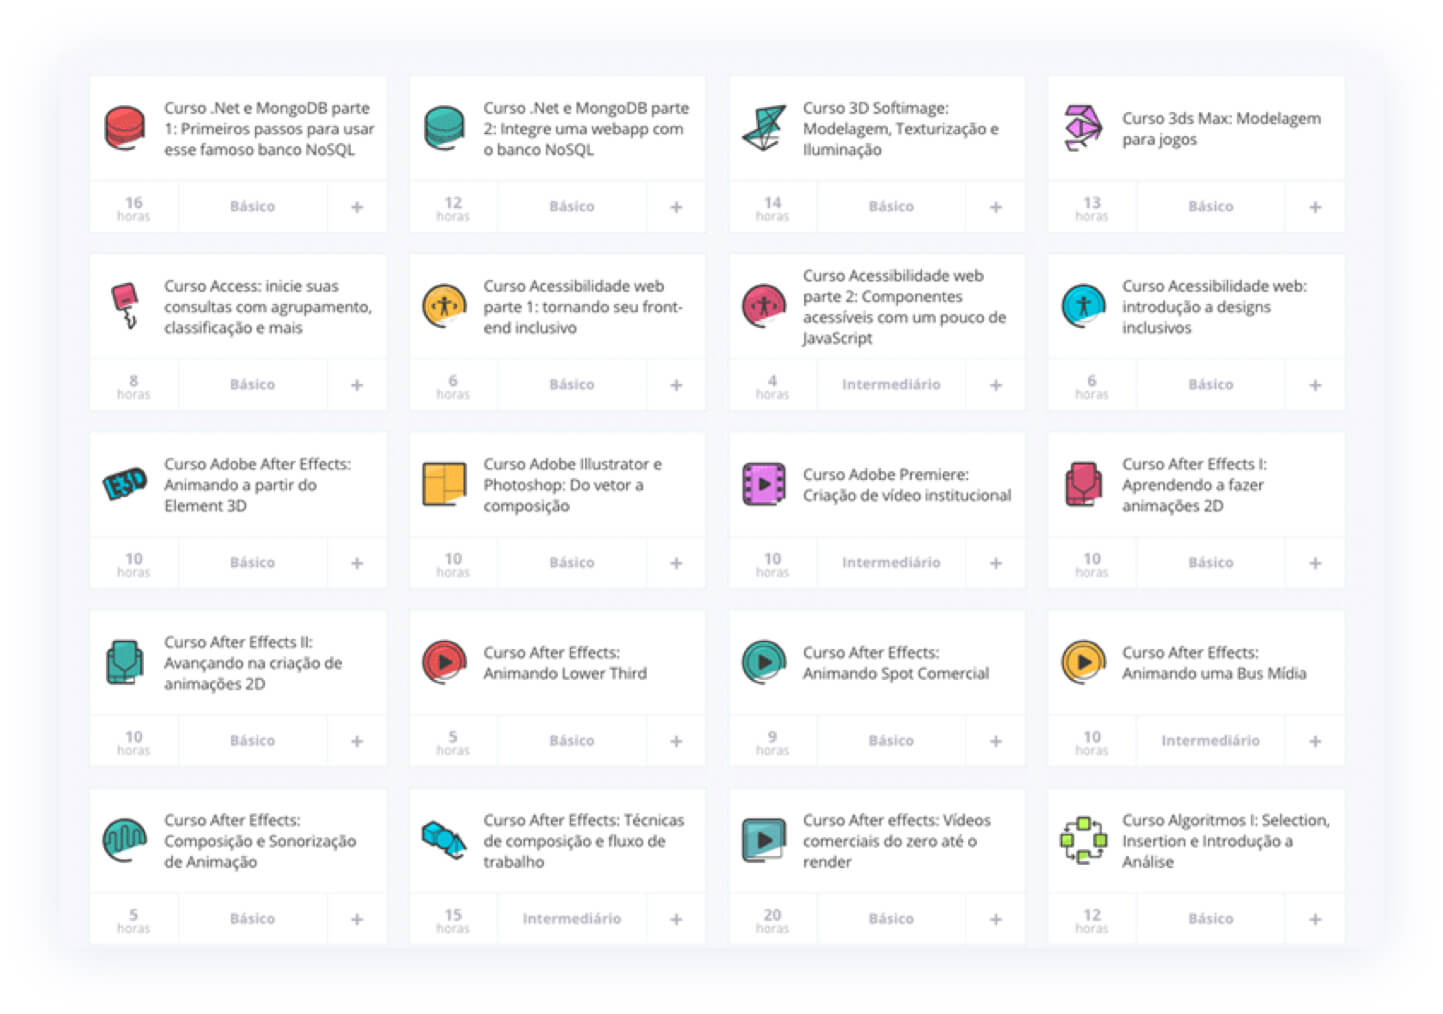 Curso .Net e MongoDB parte
1: Primeiros passos para usar
esse famoso banco NoSQL
16
horas
Básico
+
Curso .Net e MongoDB parte
2: Integre uma webapp com
o banco NoSQL
12
horas
Básico
+
Curso 3D Softimage:
Modelagem, Texturização e
Iluminação
14
horas
Básico
+
Curso 3ds Max: Modelagem
para jogos
13
horas
Básico
+
Curso Access: inicie suas
consultas com agrupamento,
classificação e mais
8
horas
Básico
+
Curso Acessibilidade web
parte 1: tornando seu front-
end inclusivo
6
horas
Básico
+
Curso Acessibilidade web
parte 2: Componentes
acessíveis com um pouco de
JavaScript
4
horas
Intermediário
+
Curso Acessibilidade web:
introdução a designs
inclusivos
6
horas
Básico
+
E3D
Curso Adobe After Effects:
Animando a partir do
Element 3D
10
horas
Básico
+
Curso Adobe Illustrator e
Photoshop: Do vetor a
composição
10
horas
Básico
+
Curso Adobe Premiere:
Criação de vídeo institucional
10
horas
Intermediário
+
Curso After Effects I:
Aprendendo a fazer
animações 2D
10
horas
Básico
+
Curso After Effects II:
Avançando na criação de
animações 2D
10
horas
Básico
+
Curso After Effects:
Animando Lower Third
5
horas
Básico
+
Curso After Effects:
Animando Spot Comercial
9
horas
Básico
+
Curso After Effects:
Animando uma Bus Mídia
10
horas
Intermediário
+
Curso After Effects:
Composição e Sonorização
de Animação
5
horas
Básico
+
Curso After Effects: Técnicas
de composição e fluxo de
trabalho
15
horas
Intermediário
+
Curso After effects: Vídeos
comerciais do zero até o
render
20
horas
Básico
+
Curso Algoritmos I: Selection,
Insertion e Introdução a
Análise
12
horas
Básico
+